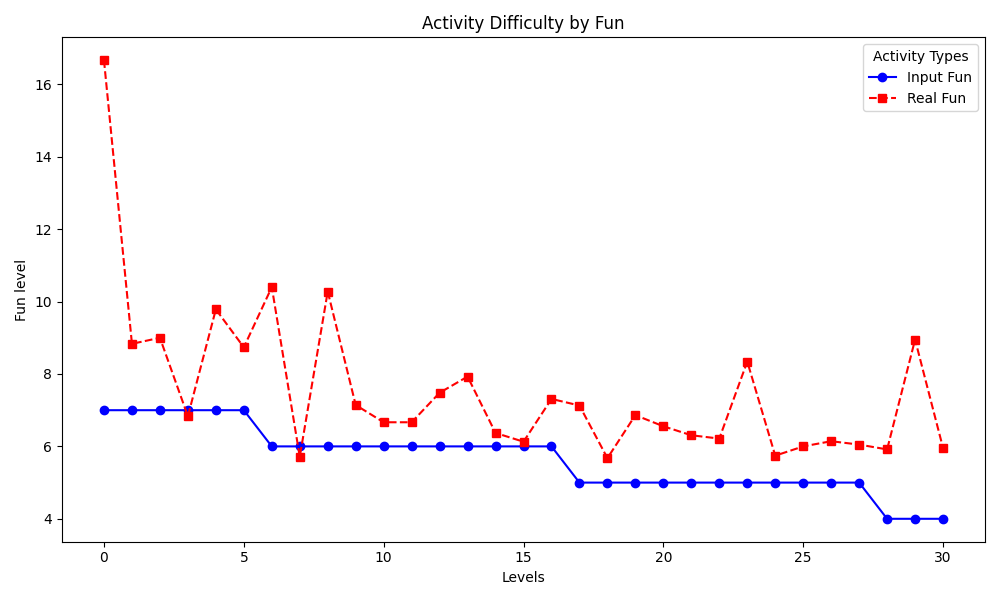 Activity Difficulty by Fun
Activity Types
Input Fun
Real Fun
Fun level
16
14
12
10
8
6
4
0 5 10 15 20 25 30
Levels